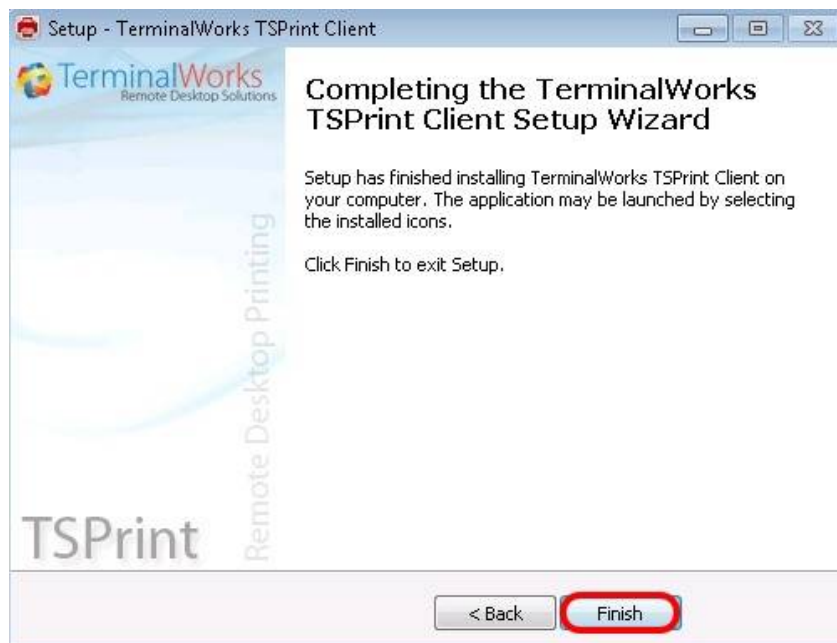 Setup - TerminalWorks TSPrint Client
TerminalWorks
Remote Desktop Solutions
Completing the TerminalWorks
TSPrint Client Setup Wizard
Setup has finished installing TerminalWorks TSPrint Client on
your computer. The application may be launched by selecting
the installed icons.
Click Finish to exit Setup.
Remote Desktop Printing
TSPrint
< Back
Finish